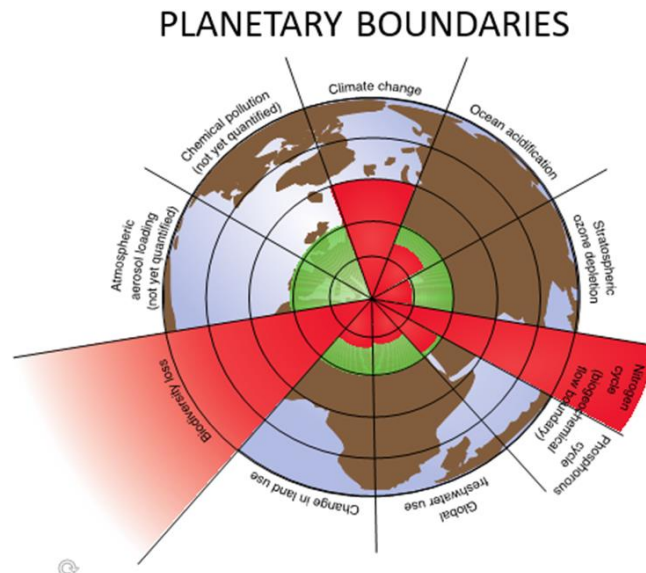 PLANETARY BOUNDARIES
Climate change
Ocean acidification
Stratospheric
ozone depletion
Nitrogen
cycle
(biogeochemical
flow boundary)
Phosphorous
cycle
Global
freshwater use
Change in land use
Biodiversity loss
Atmospheric
aerosol loading
(not yet quantified)
Chemical pollution
(not yet quantified)